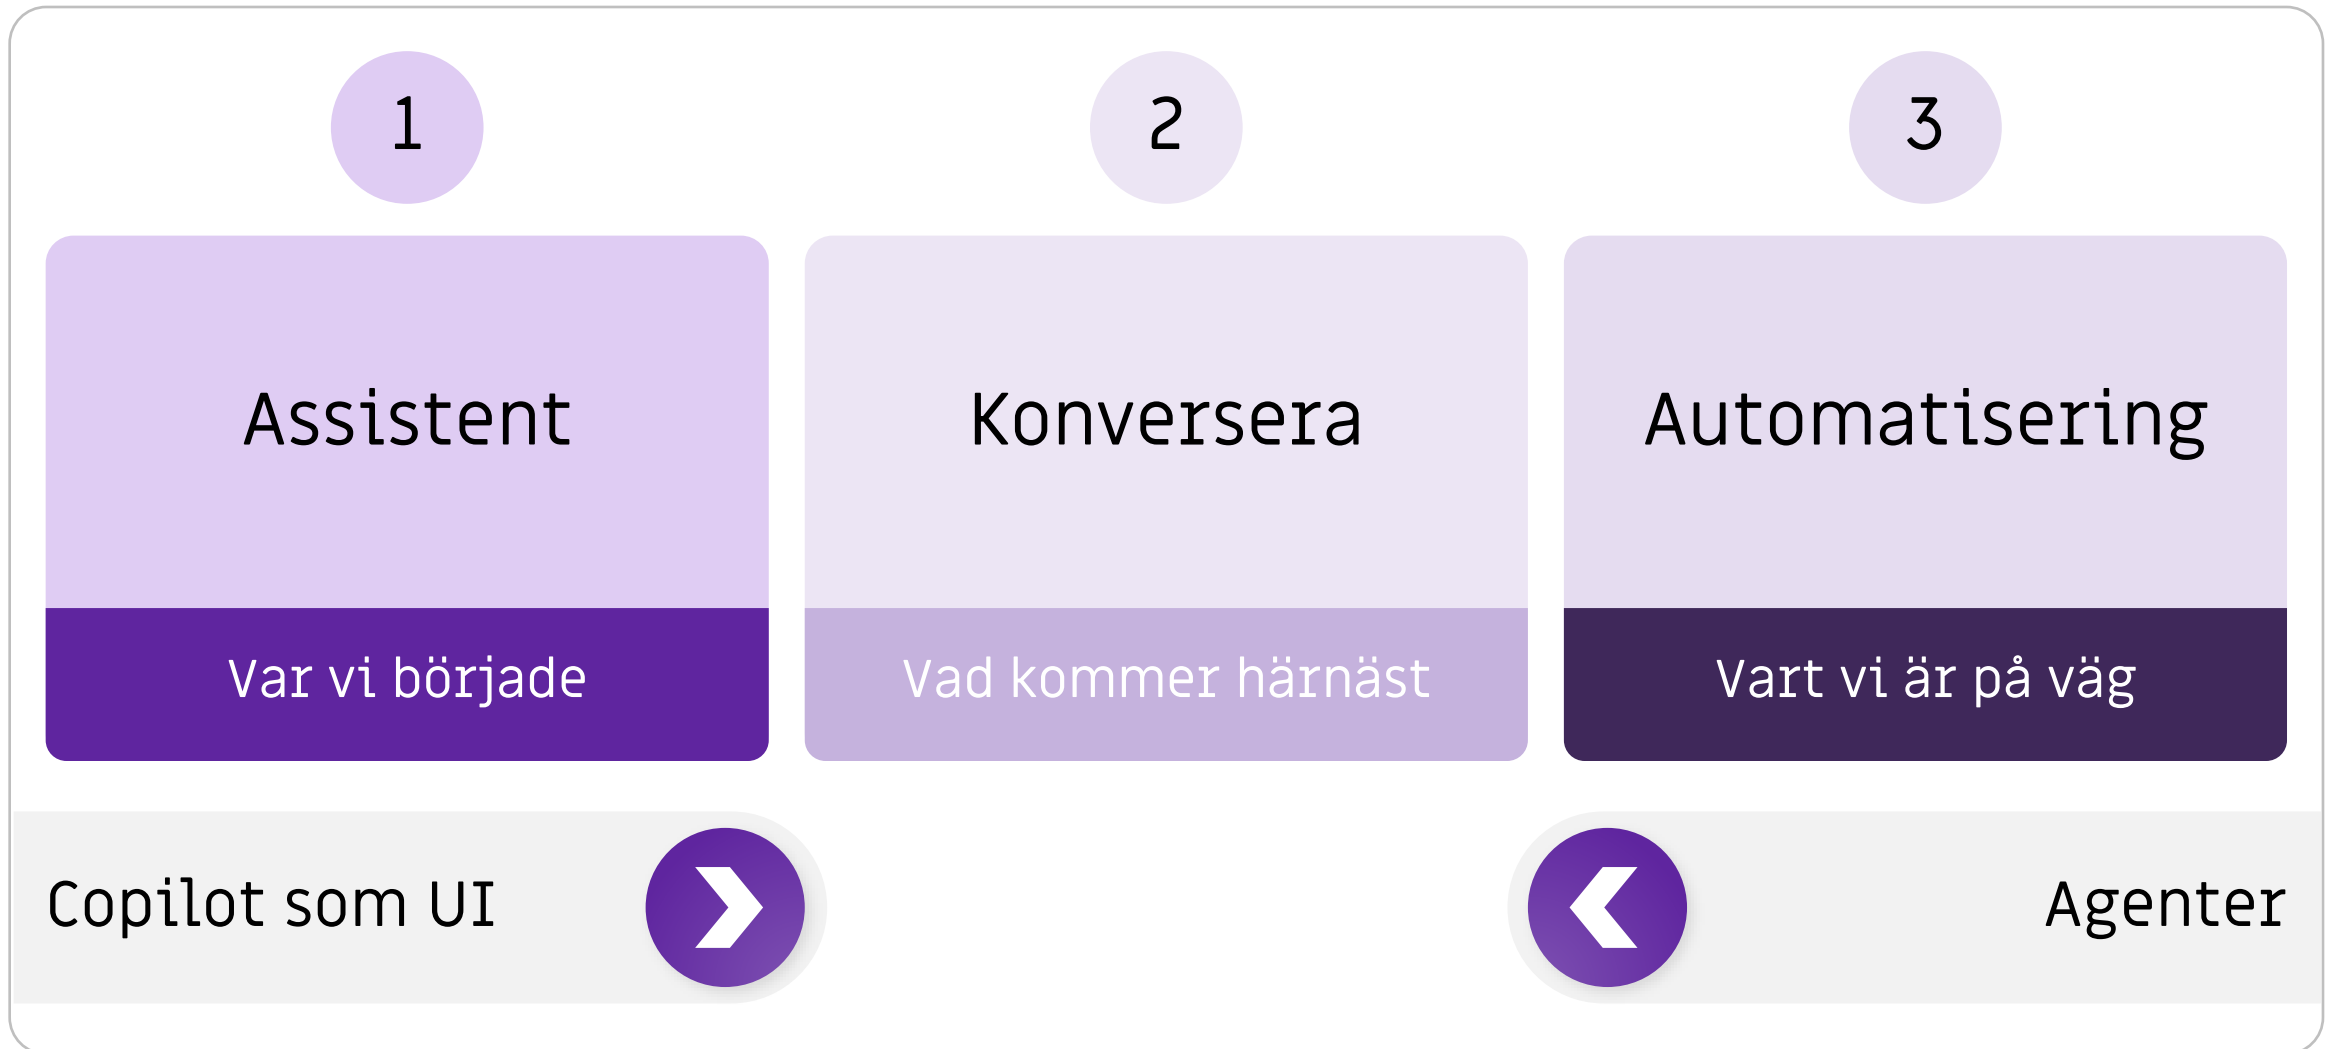 1
2
3
Assistent
Konversera
Automatisering
Var vi började
Vad kommer härnäst
Vart vi är på väg
Copilot som UI
Agenter